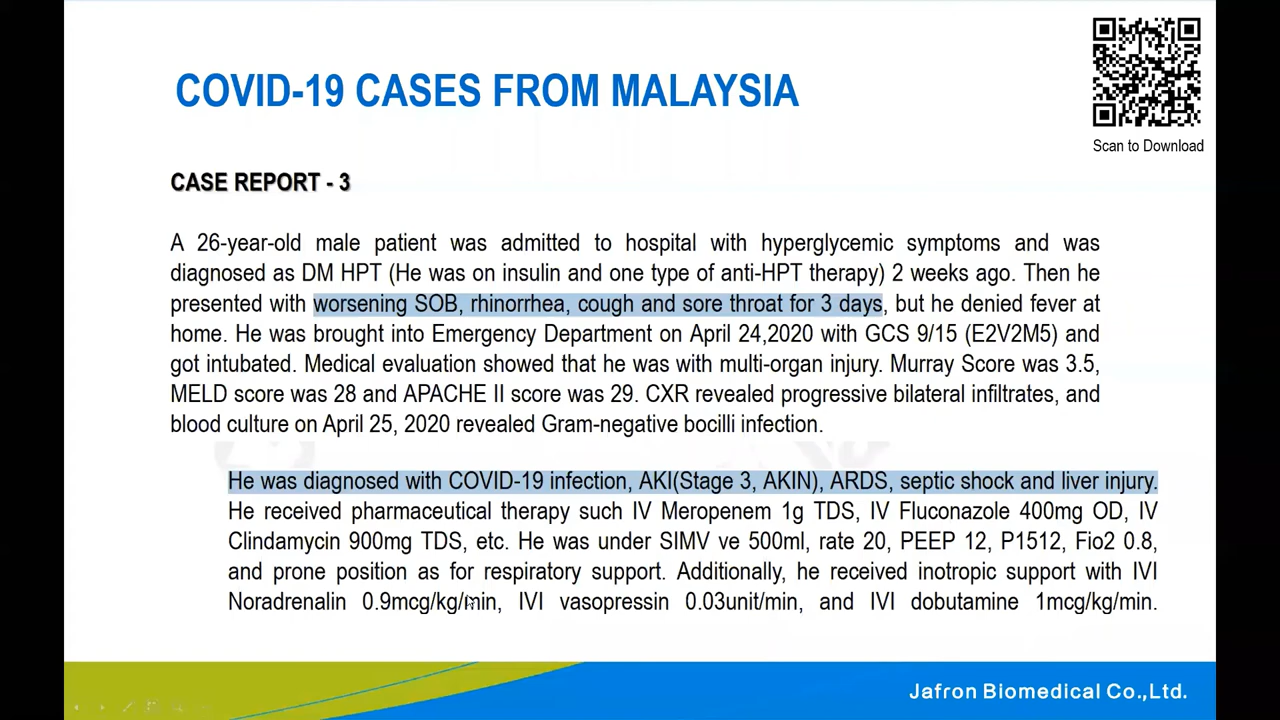 COVID-19 CASES FROM MALAYSIA
Scan to Download
CASE REPORT - 3
A 26-year-old male patient was admitted to hospital with hyperglycemic symptoms and was
diagnosed as DM HPT (He was on insulin and one type of anti-HPT therapy) 2 weeks ago. Then he
presented with worsening SOB, rhinorrhea, cough and sore throat for 3 days, but he denied fever at
home. He was brought into Emergency Department on April 24,2020 with GCS 9/15 (E2V2M5) and
got intubated. Medical evaluation showed that he was with multi-organ injury. Murray Score was 3.5,
MELD score was 28 and APACHE II score was 29. CXR revealed progressive bilateral infiltrates, and
blood culture on April 25, 2020 revealed Gram-negative bocilli infection.
He was diagnosed with COVID-19 infection, AKI(Stage 3, AKIN), ARDS, septic shock and liver injury.
He received pharmaceutical therapy such IV Meropenem 1g TDS, IV Fluconazole 400mg OD, IV
Clindamycin 900mg TDS, etc. He was under SIMV ve 500ml, rate 20, PEEP 12, P1512, Fio2 0.8,
and prone position as for respiratory support. Additionally, he received inotropic support with IVI
Noradrenalin 0.9mcg/kg/min, IVI vasopressin 0.03unit/min, and IVI dobutamine 1mcg/kg/min.
Jafron Biomedical Co.,Ltd.